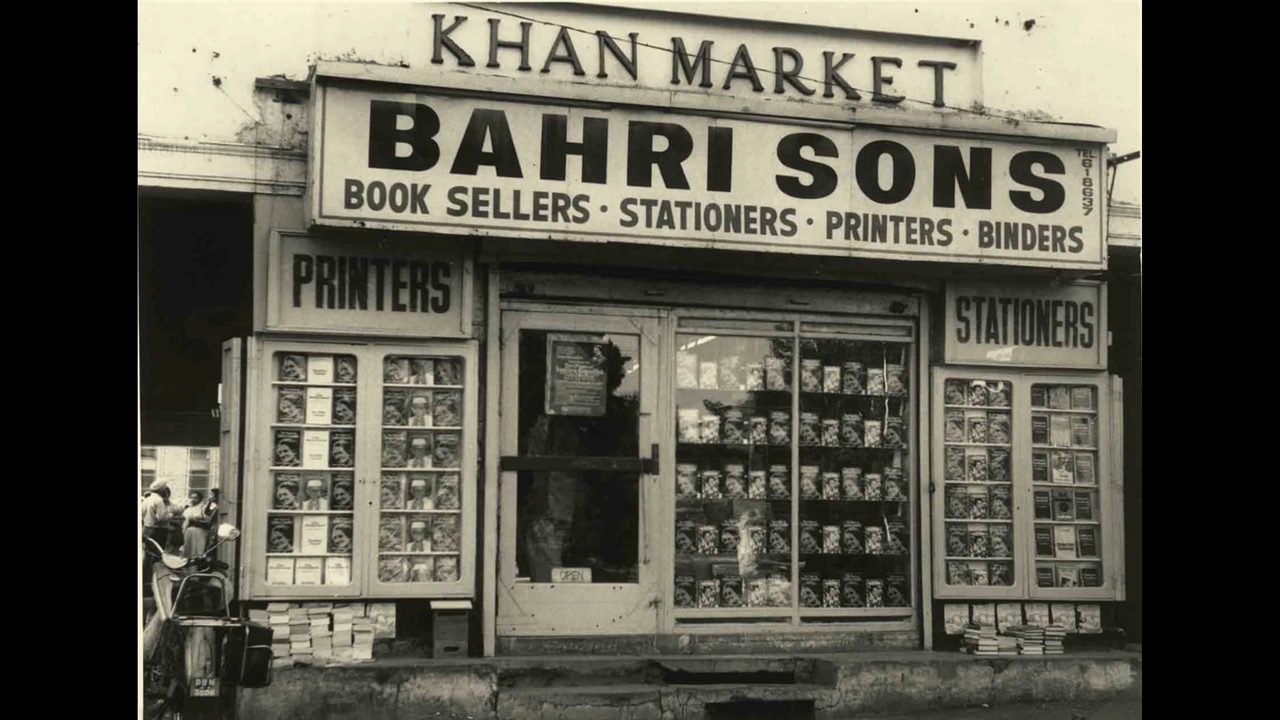 KHAN MARKET
BAHRI SONS
TEL. 618637
BOOK SELLERS · STATIONERS · PRINTERS · BINDERS
PRINTERS
STATIONERS
OPEN